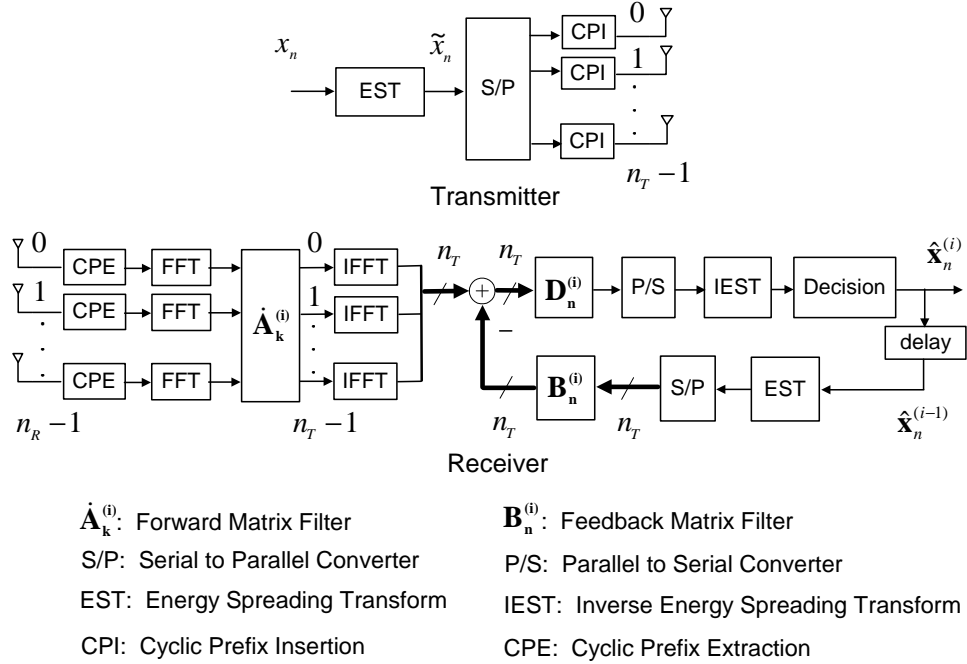 x_n
EST
x̃_n
S/P
CPI
0
CPI
1
CPI
n_T − 1
Transmitter
0
CPE
FFT
1
CPE
FFT
CPE
FFT
n_R − 1
Ȧ_k^(i)
0
IFFT
1
IFFT
IFFT
n_T − 1
n_T
+
−
n_T
D_n^(i)
P/S
IEST
Decision
x̂_n^(i)
delay
x̂_n^(i−1)
EST
S/P
n_T
B_n^(i)
n_T
Receiver
Ȧ_k^(i): Forward Matrix Filter
B_n^(i): Feedback Matrix Filter
S/P: Serial to Parallel Converter
P/S: Parallel to Serial Converter
EST: Energy Spreading Transform
IEST: Inverse Energy Spreading Transform
CPI: Cyclic Prefix Insertion
CPE: Cyclic Prefix Extraction